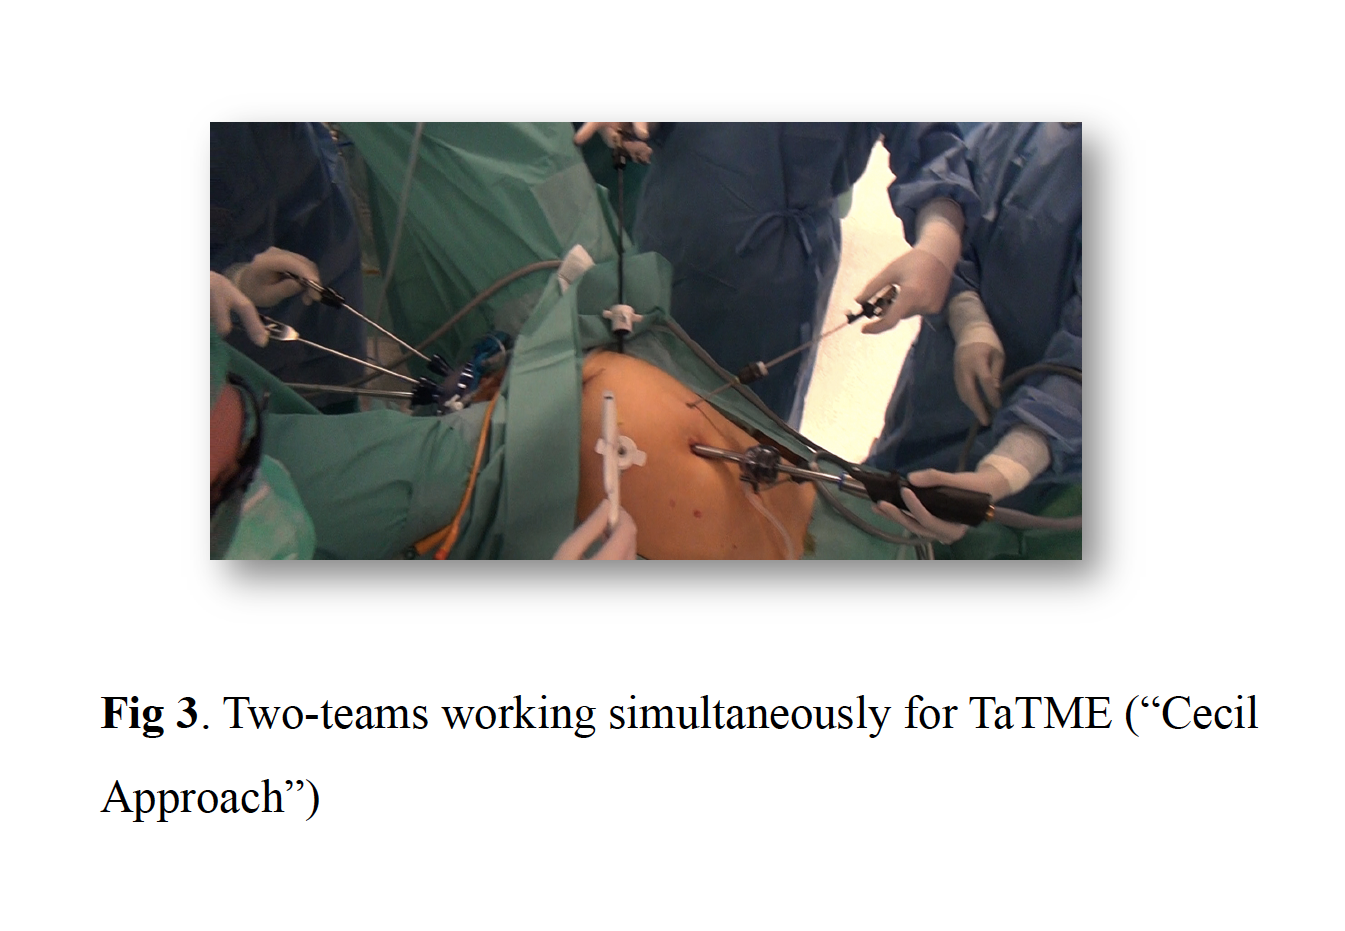 Fig 3. Two-teams working simultaneously for TaTME (“Cecil
Approach”)